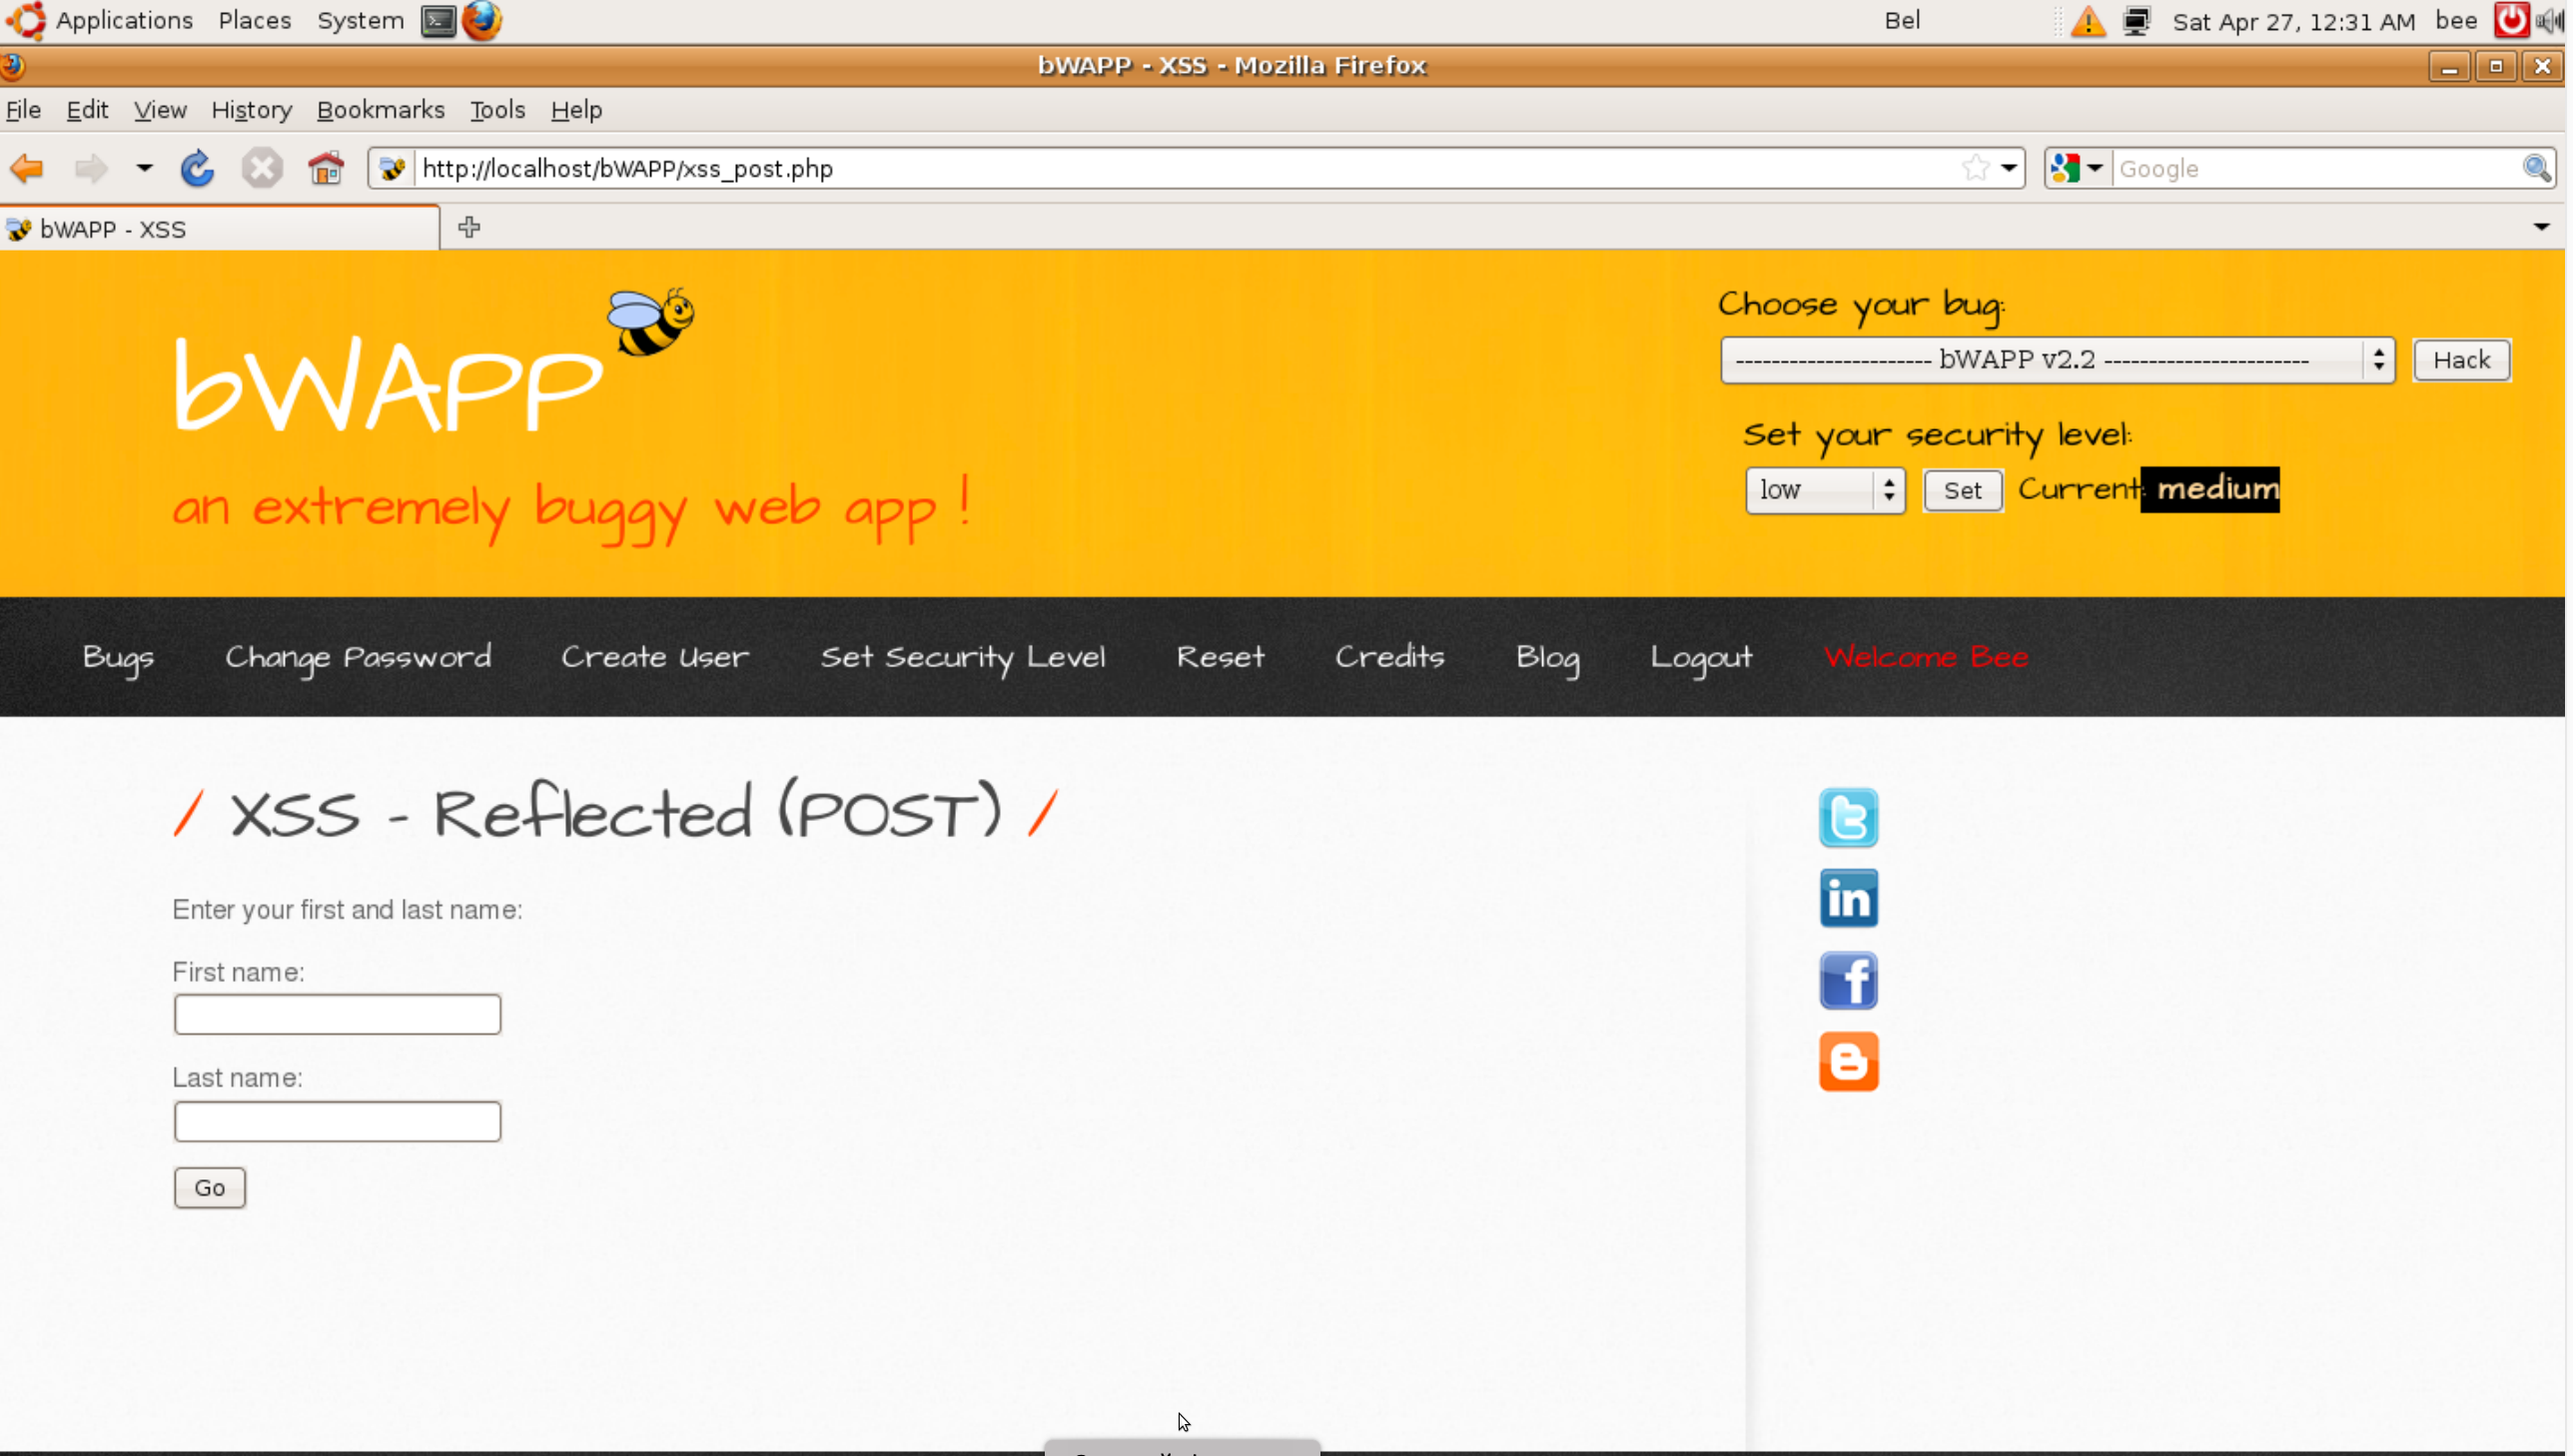 Applications Places System Bel Sat Apr 27, 12:31 AM bee
bWAPP - XSS - Mozilla Firefox
File Edit View History Bookmarks Tools Help
http://localhost/bWAPP/xss_post.php Google
bWAPP - XSS
Choose your bug:
---------------------- bWAPP v2.2 ----------------------- Hack
bWAPP
Set your security level:
low Set Current: medium
an extremely buggy web app !
Bugs Change Password Create User Set Security Level Reset Credits Blog Logout Welcome Bee
/ XSS - Reflected (POST) /
Enter your first and last name:
First name:
Last name:
Go